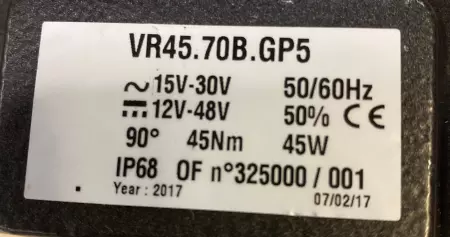 VR45.70B.GP5
~ 15V-30V 50/60Hz
⎓ 12V-48V 50% CE
90° 45Nm 45W
IP68 OF n°325000 / 001
Year : 2017 07/02/17